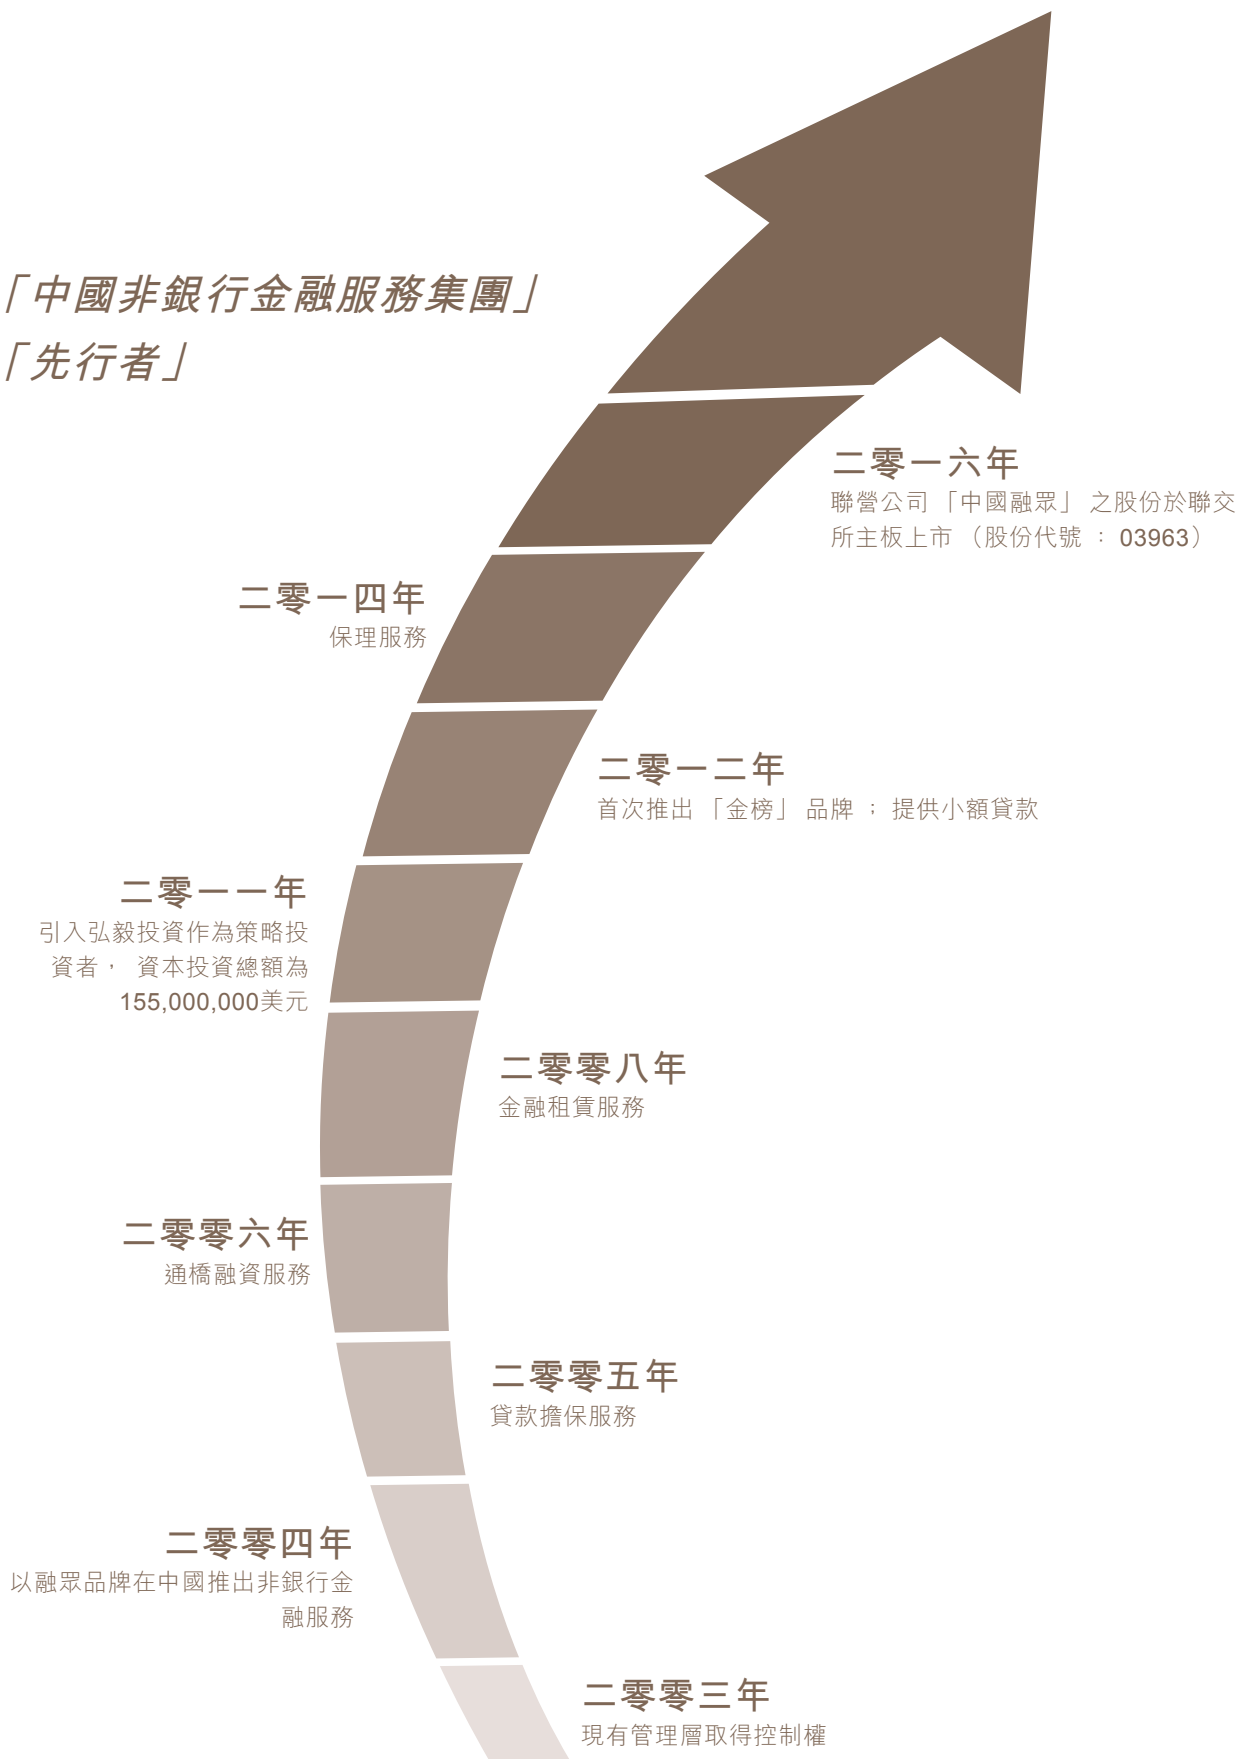 「中國非銀行金融服務集團」
「先行者」
二零一六年
聯營公司「中國融眾」之股份於聯交
所主板上市（股份代號：03963）
二零一四年
保理服務
二零一二年
首次推出「金榜」品牌；提供小額貸款
二零一一年
引入弘毅投資作為策略投
資者， 資本投資總額為
155,000,000美元
二零零八年
金融租賃服務
二零零六年
通橋融資服務
二零零五年
貸款擔保服務
二零零四年
以融眾品牌在中國推出非銀行金
融服務
二零零三年
現有管理層取得控制權